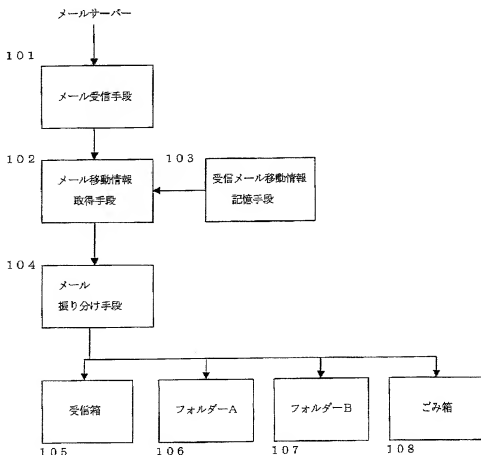 メールサーバー
101
メール受信手段
102
メール移動情報
取得手段
103
受信メール移動情報
記憶手段
104
メール
振り分け手段
受信箱
フォルダーA
フォルダーB
ごみ箱
105
106
107
108